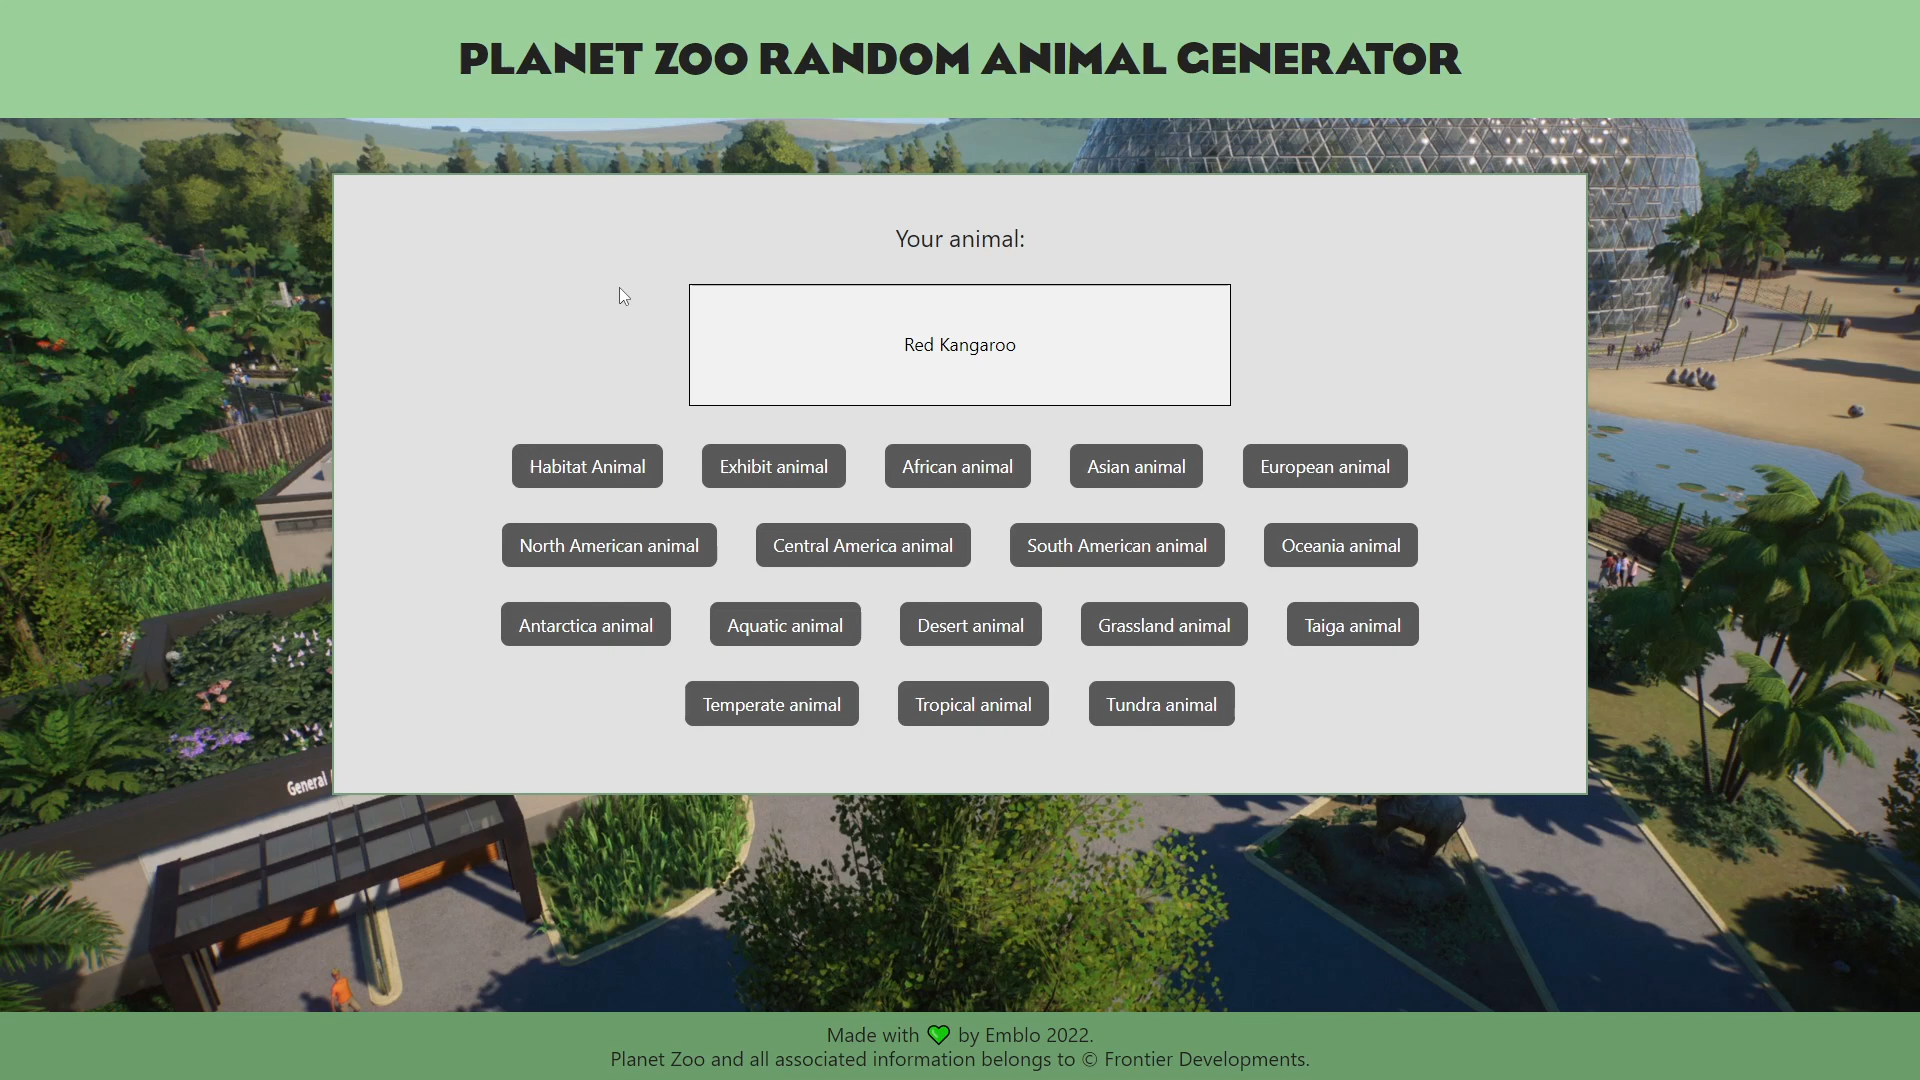 PLANET ZOO RANDOM ANIMAL GENERATOR
Your animal:
Red Kangaroo
Habitat Animal
Exhibit animal
African animal
Asian animal
European animal
North American animal
Central America animal
South American animal
Oceania animal
Antarctica animal
Aquatic animal
Desert animal
Grassland animal
Taiga animal
Temperate animal
Tropical animal
Tundra animal
General
Made with 💚 by Emblo 2022.
Planet Zoo and all associated information belongs to © Frontier Developments.